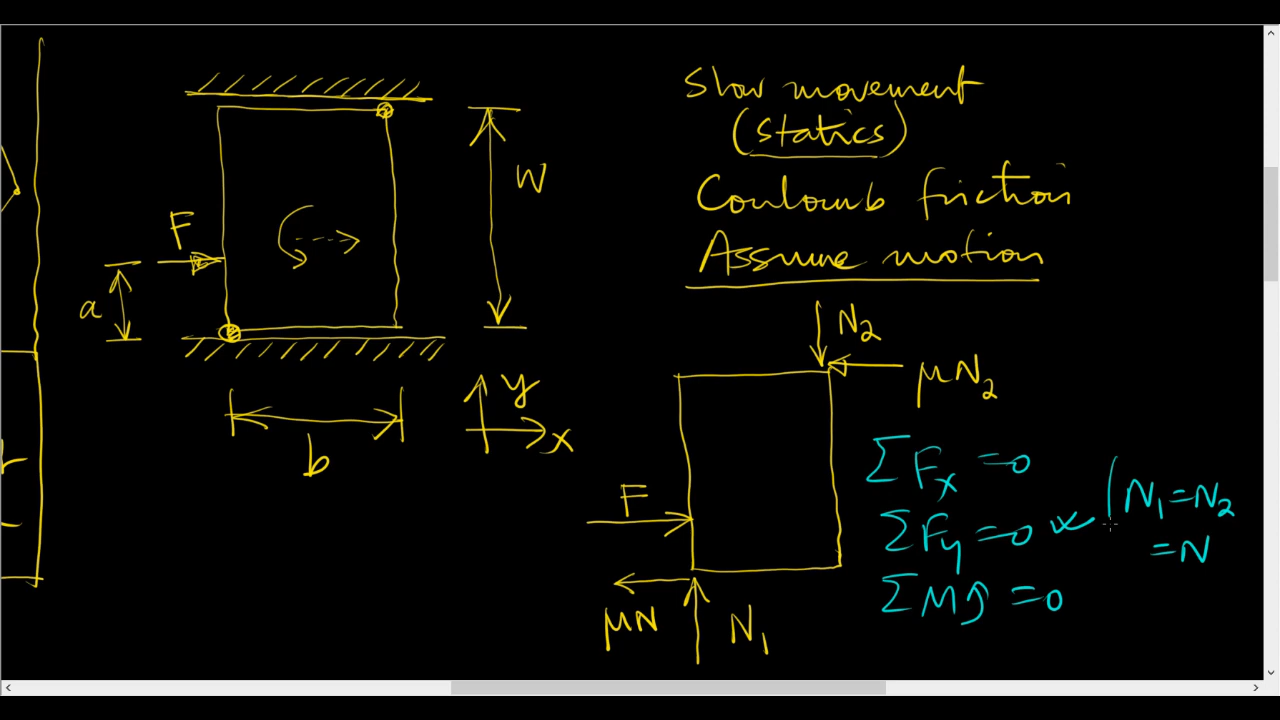 Slow movement
(statics)
Coulomb friction
Assume motion
W
F
a
b
y
x
N2
μN2
F
μN
N1
ΣFx = 0
ΣFy = 0
ΣM = 0
N1 = N2
= N